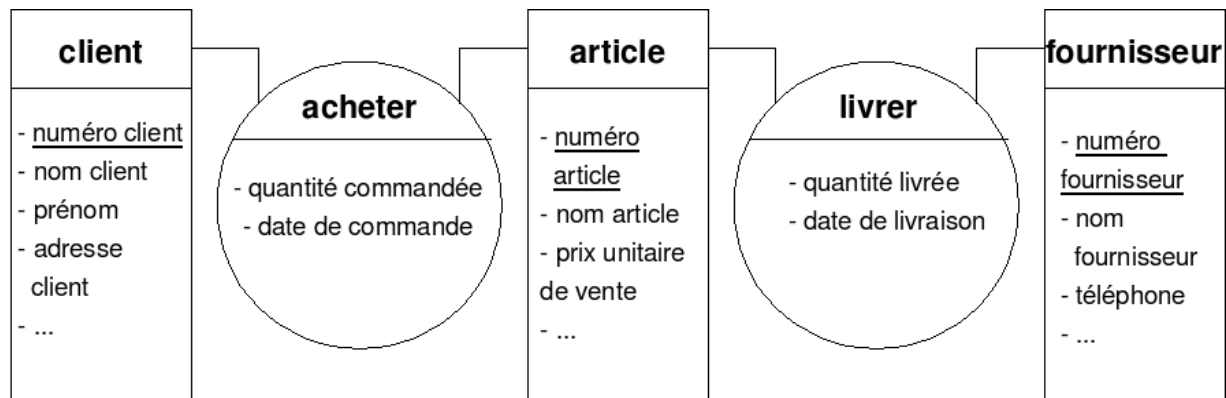 client
- numéro client
- nom client
- prénom
- adresse
client
- ...
acheter
- quantité commandée
- date de commande
article
- numéro
article
- nom article
- prix unitaire
de vente
- ...
livrer
- quantité livrée
- date de livraison
fournisseur
- numéro
fournisseur
- nom
fournisseur
- téléphone
- ...